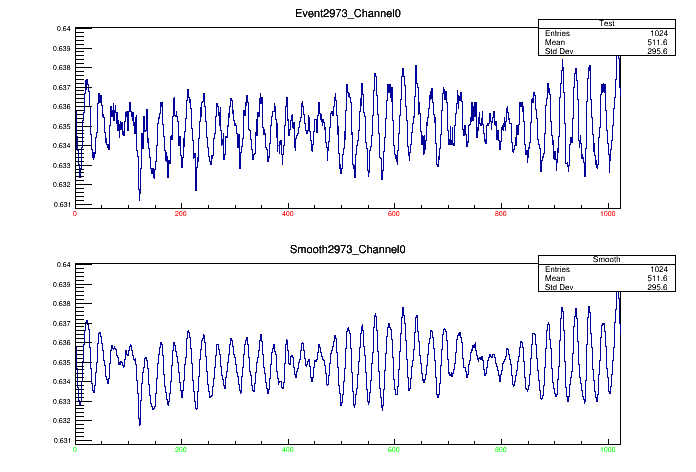 Event2973_Channel0
Test
Entries 1024
Mean 511.6
Std Dev 295.6
0.64
0.639
0.638
0.637
0.636
0.635
0.634
0.633
0.632
0.631
0 200 400 600 800 1000
Smooth2973_Channel0
Smooth
Entries 1024
Mean 511.6
Std Dev 295.6
0.64
0.639
0.638
0.637
0.636
0.635
0.634
0.633
0.632
0.631
0 200 400 600 800 1000